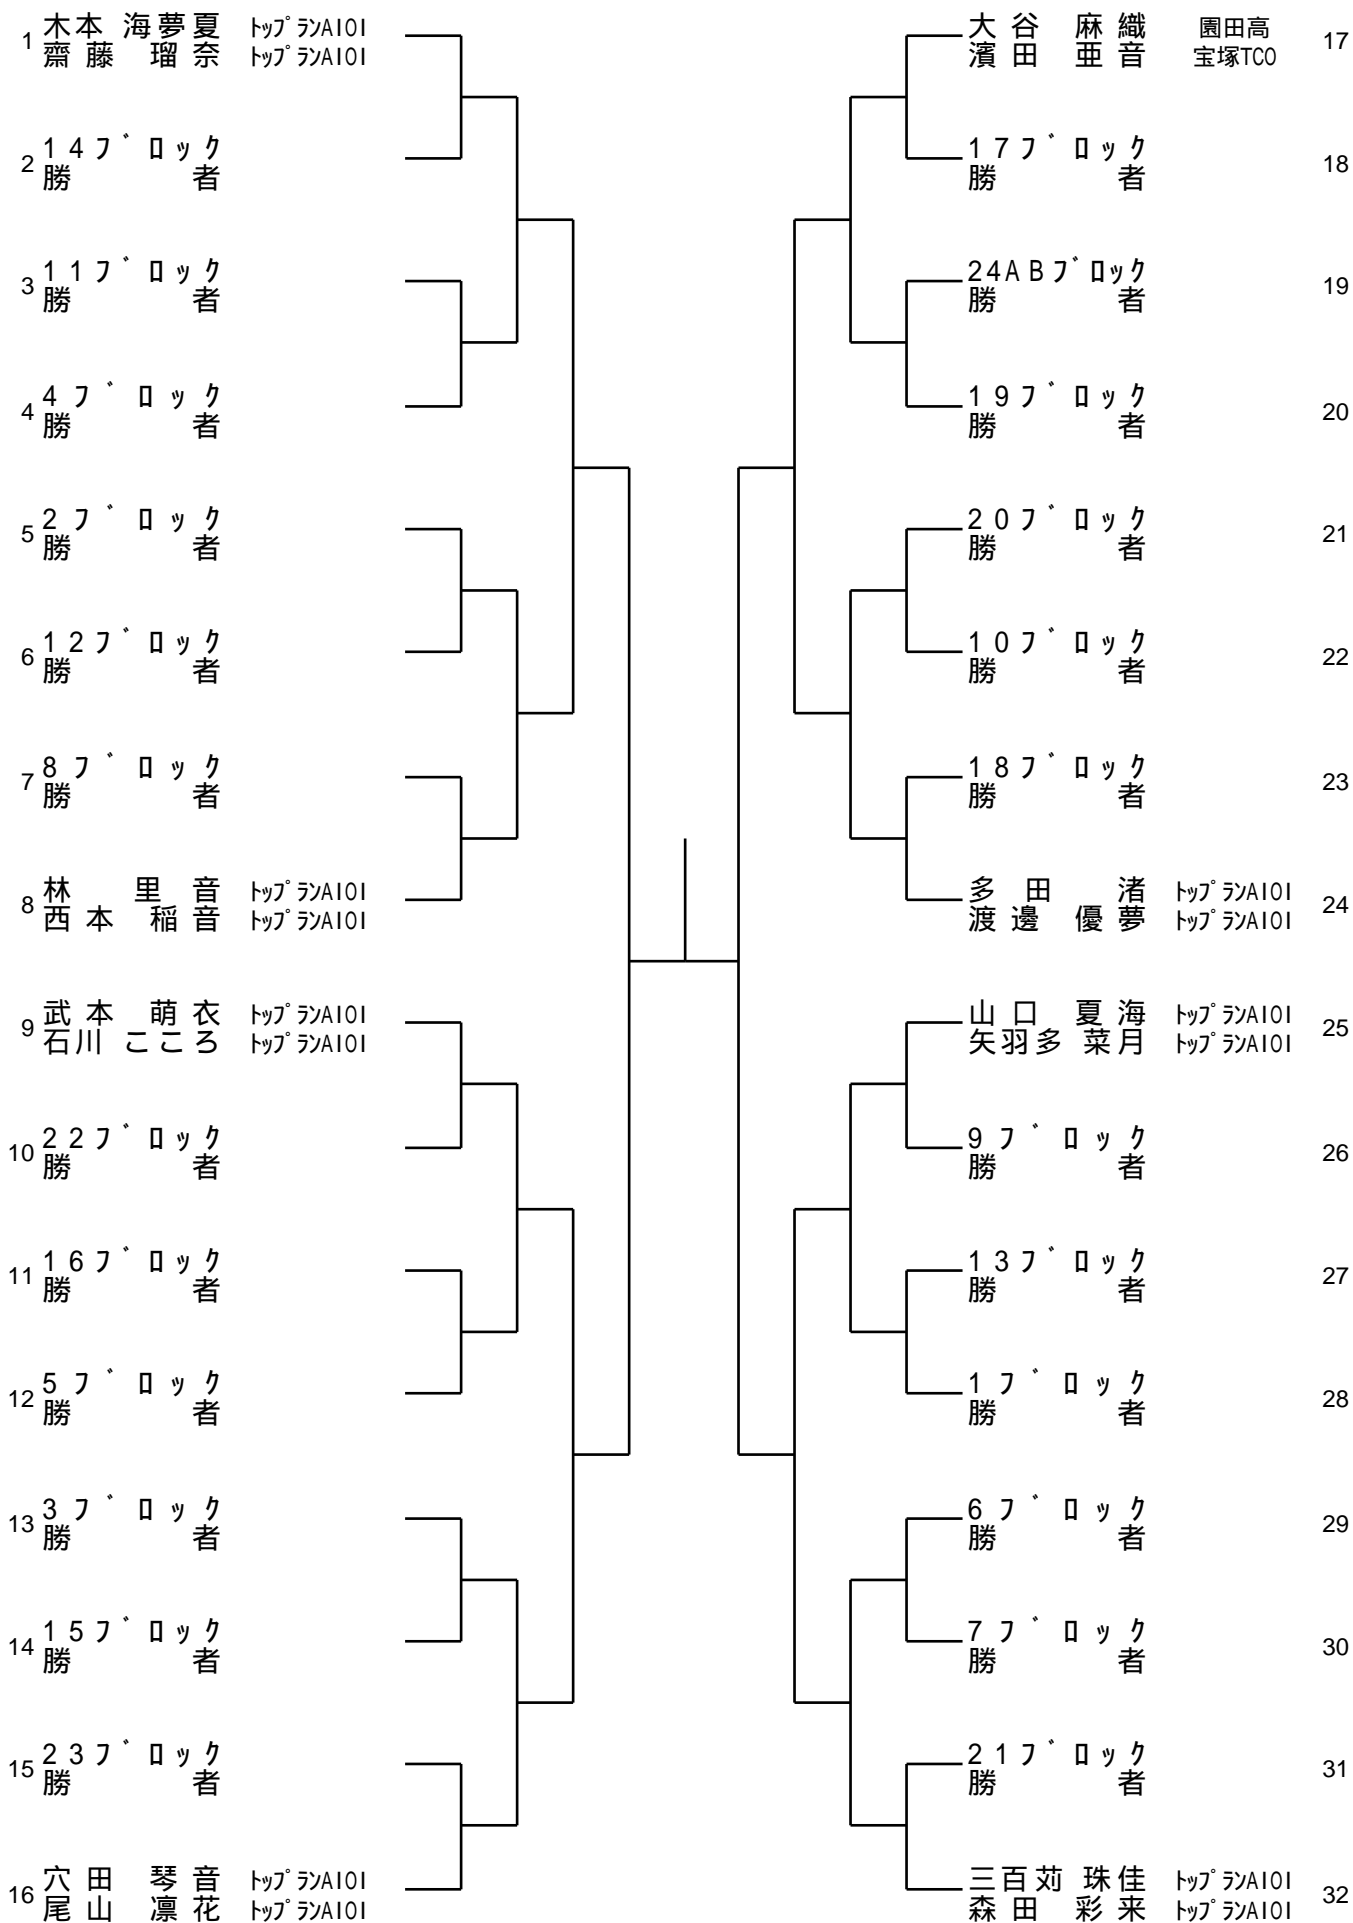 1 木本 海夢夏 トップランAIOI
齋藤 瑠奈 トップランAIOI
2 14ブロック
勝者
3 11ブロック
勝者
4 4ブロック
勝者
5 2ブロック
勝者
6 12ブロック
勝者
7 8ブロック
勝者
8 林 里音 トップランAIOI
西本 稲音 トップランAIOI
9 武本 萌衣 トップランAIOI
石川 こころ トップランAIOI
10 22ブロック
勝者
11 16ブロック
勝者
12 5ブロック
勝者
13 3ブロック
勝者
14 15ブロック
勝者
15 23ブロック
勝者
16 穴田 琴音 トップランAIOI
尾山 凛花 トップランAIOI
大谷 麻織 園田高 17
濱田 亜音 宝塚TCO
17ブロック 18
勝者
24ABブロック 19
勝者
19ブロック 20
勝者
20ブロック 21
勝者
10ブロック 22
勝者
18ブロック 23
勝者
多田 渚 トップランAIOI 24
渡邊 優夢 トップランAIOI
山口 夏海 トップランAIOI 25
矢羽多 菜月 トップランAIOI
9ブロック 26
勝者
13ブロック 27
勝者
1ブロック 28
勝者
6ブロック 29
勝者
7ブロック 30
勝者
21ブロック 31
勝者
三百苅 珠佳 トップランAIOI 32
森田 彩来 トップランAIOI